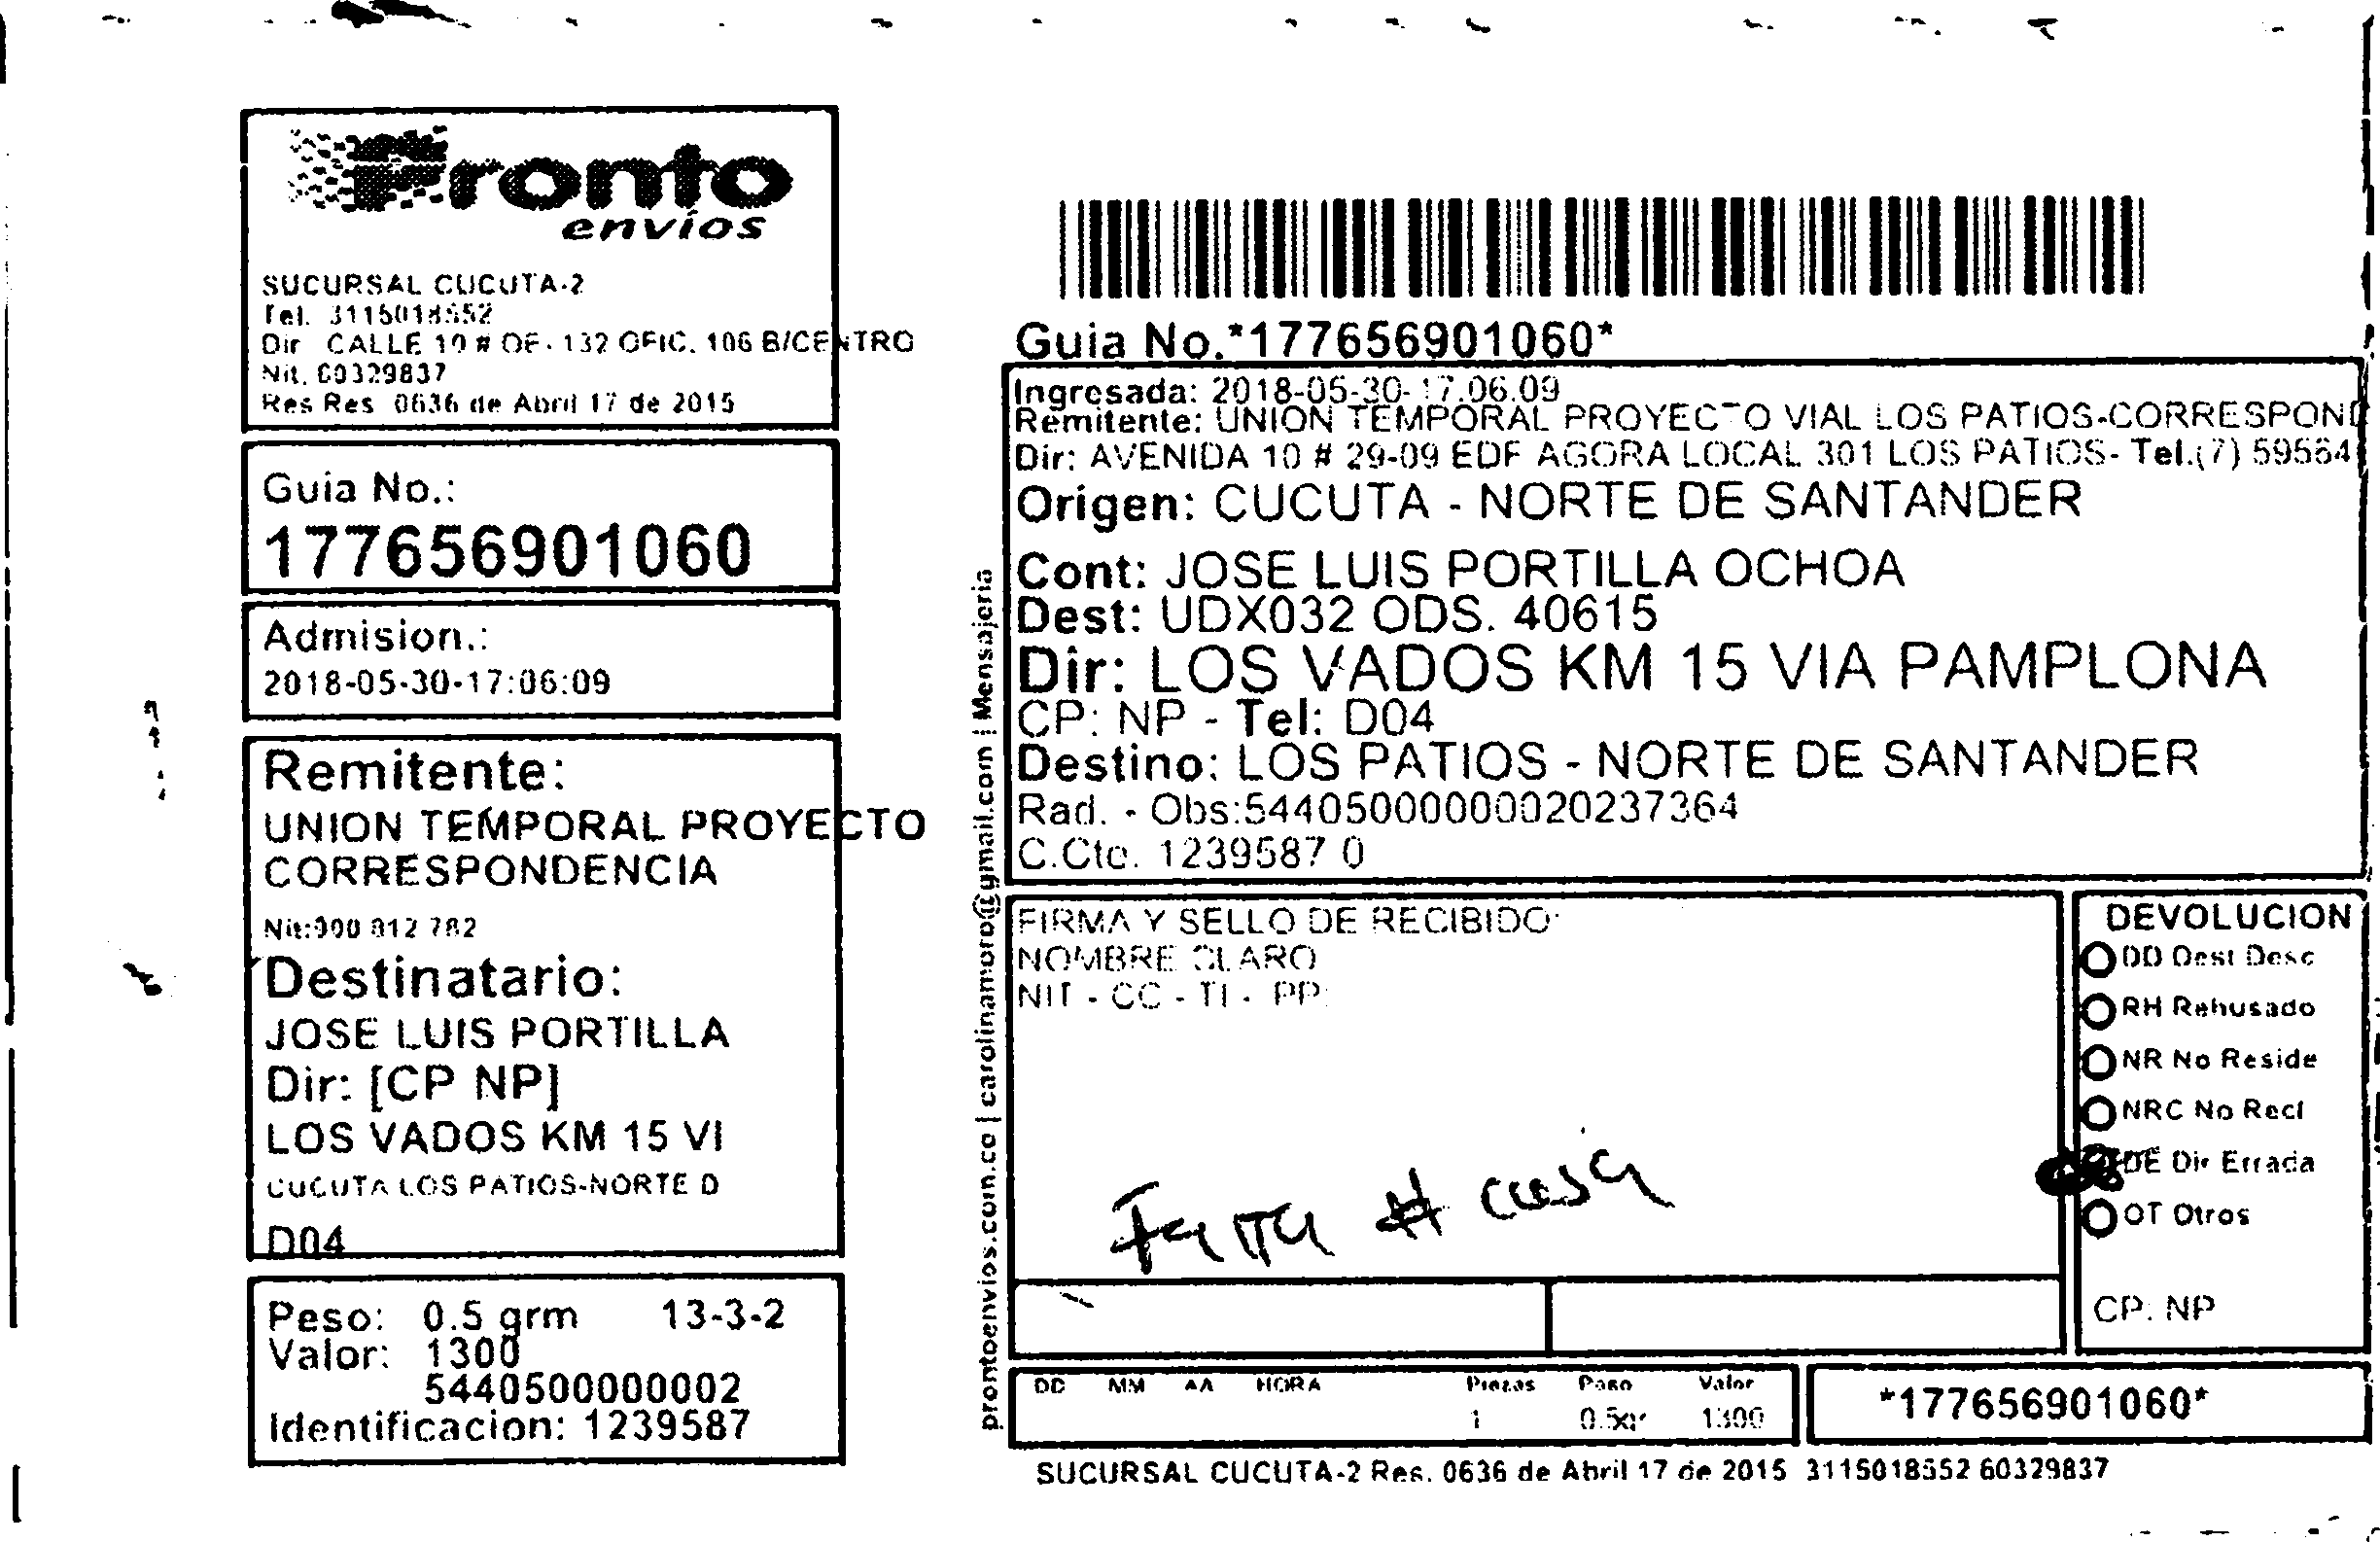 Pronto
envíos
SUCURSAL CUCUTA-2
Tel. 3115018552
Dir CALLE 10 # OF- 132 OFIC. 106 B/CENTRO
Nit. 60329837
Res Res 0636 de Abril 17 de 2015
Guia No.:
177656901060
Admision.:
2018-05-30-17:06:09
Remitente:
UNION TEMPORAL PROYECTO
CORRESPONDENCIA
Nit:900 812 782
Destinatario:
JOSE LUIS PORTILLA
Dir: [CP NP]
LOS VADOS KM 15 VI
CUCUTA LOS PATIOS-NORTE D
D04
Peso: 0.5 grm 13-3-2
Valor: 1300
5440500000002
Identificacion: 1239587
prontoenvios.com.co | carolinamoro@gmail.com | Mensajeria
Guia No.*177656901060*
Ingresada: 2018-05-30-17.06.09
Remitente: UNION TEMPORAL PROYECTO VIAL LOS PATIOS-CORRESPOND
Dir: AVENIDA 10 # 29-09 EDF AGORA LOCAL 301 LOS PATIOS- Tel.(7)
Origen: CUCUTA - NORTE DE SANTANDER
Cont: JOSE LUIS PORTILLA OCHOA
Dest: UDX032 ODS. 40615
Dir: LOS VADOS KM 15 VIA PAMPLONA
CP: NP - Tel: D04
Destino: LOS PATIOS - NORTE DE SANTANDER
Rad. - Obs:544050000000020237364
C.Cte. 1239587 0
FIRMA Y SELLO DE RECIBIDO:
NOMBRE CLARO
NIT - CC - TI - PP:
Falta # casa
DEVOLUCION
DD Dest Desc
RH Rehusado
NR No Reside
NRC No Recl
DE Dir Errada
OT Otros
CP: NP
DD MM AA HORA Piezas Peso Valor
1 0.5gr 1300
*177656901060*
SUCURSAL CUCUTA-2 Res. 0636 de Abril 17 de 2015 3115018552 60329837